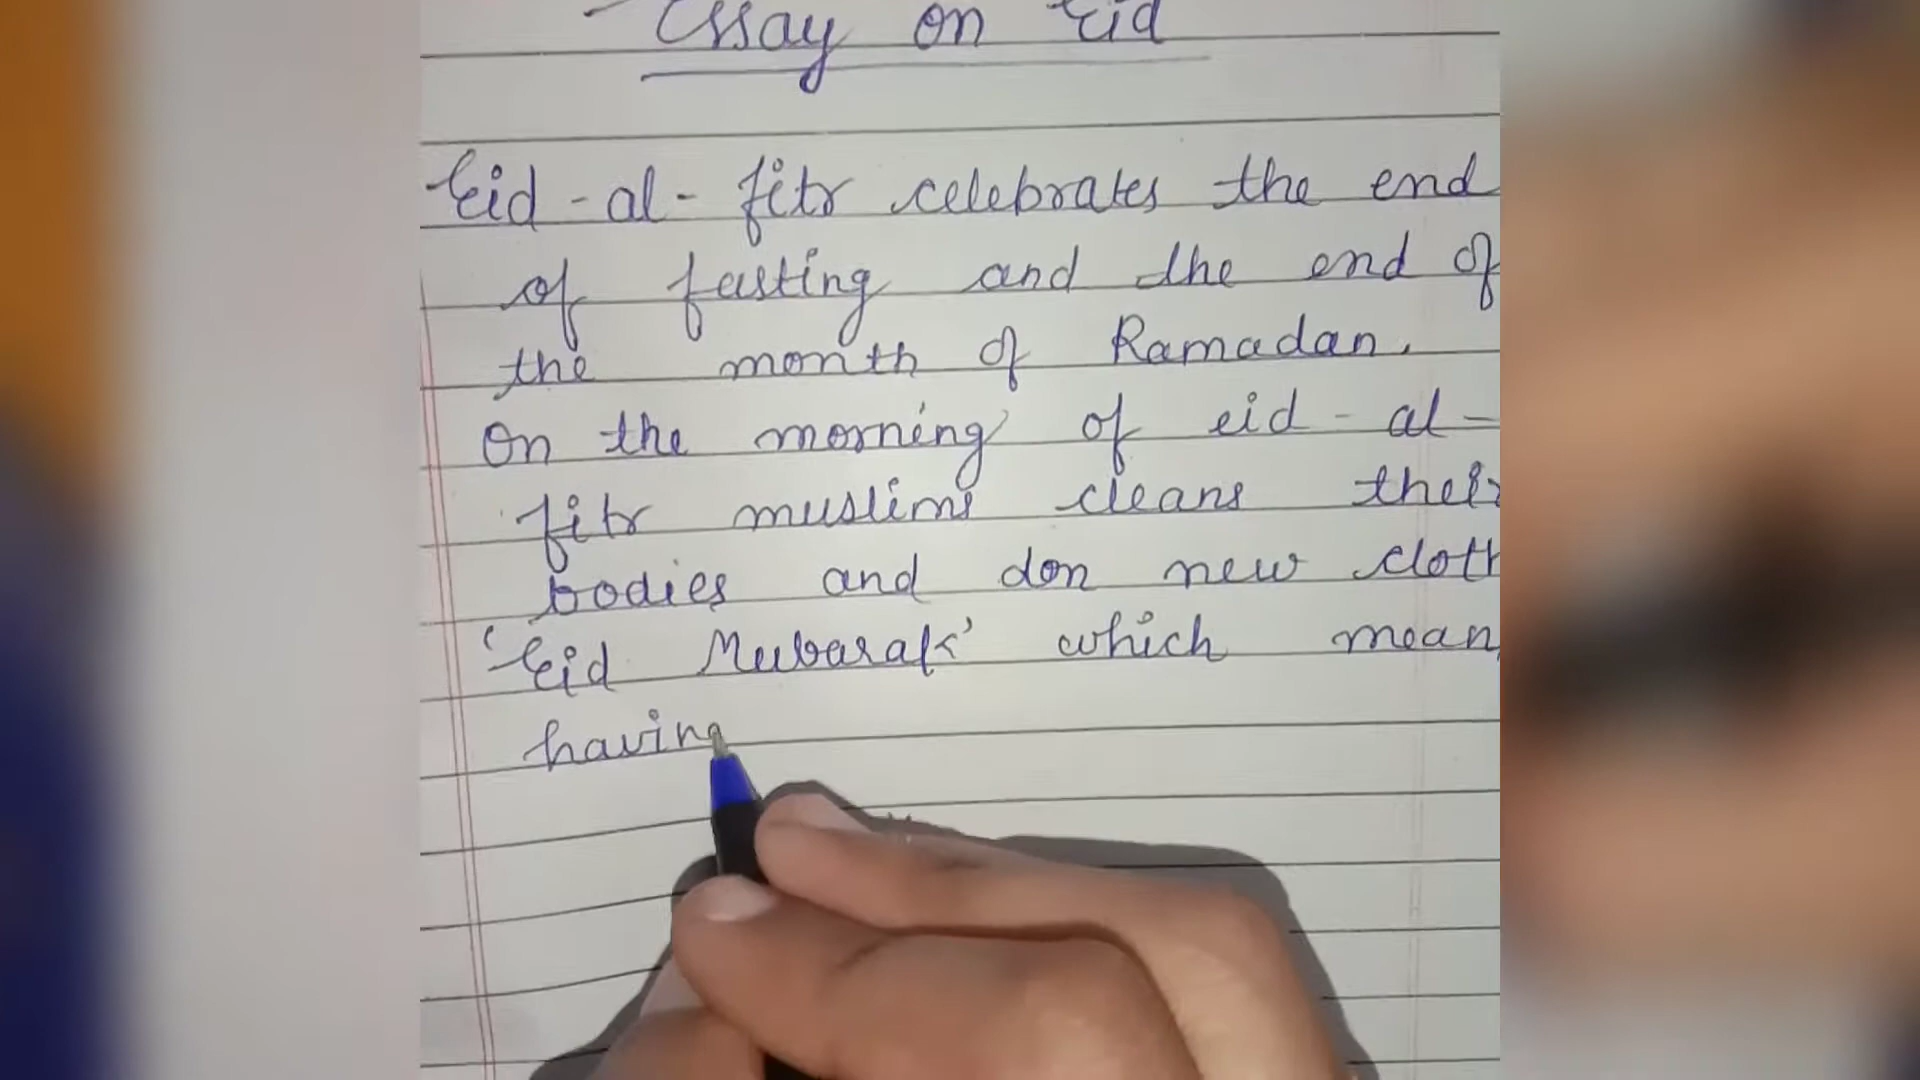 Essay on Eid
Eid-al-fitr celebrates the end
of fasting and the end of
the month of Ramadan.
On the morning of eid-al-
fitr muslims cleans their
bodies and don new cloth
'Eid Mubarak' which mean
having